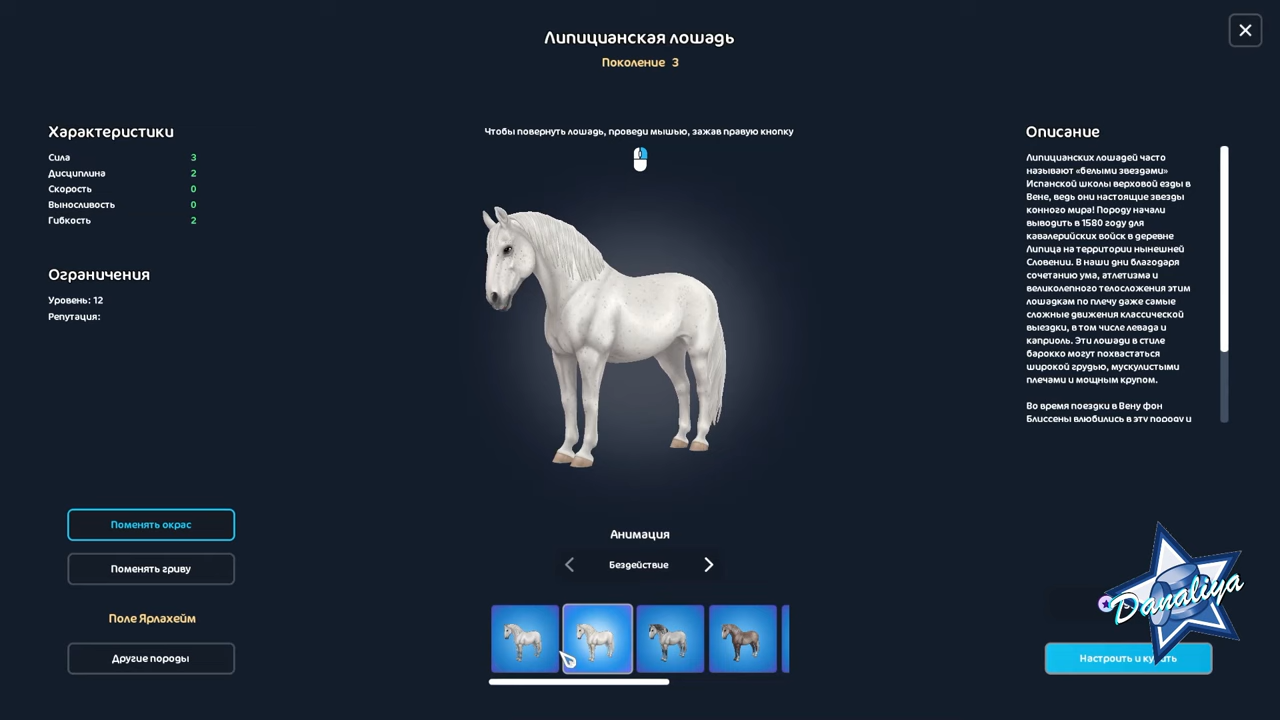 Липицианская лошадь
Поколение 3
Характеристики
Сила 3
Дисциплина 2
Скорость 0
Выносливость 0
Гибкость 2
Ограничения
Уровень: 12
Репутация:
Чтобы повернуть лошадь, проведи мышью, зажав правую кнопку
Описание
Липицианских лошадей часто
называют «белыми звездами»
Испанской школы верховой езды в
Вене, ведь они настоящие звезды
конного мира! Породу начали
выводить в 1580 году для
кавалерийских войск в деревне
Липица на территории нынешней
Словении. В наши дни благодаря
сочетанию ума, атлетизма и
великолепного телосложения этим
лошадкам по плечу даже самые
сложные движения классической
выездки, в том числе левада и
каприоль. Эти лошади в стиле
барокко могут похвастаться
широкой грудью, мускулистыми
плечами и мощным крупом.
Во время поездки в Вену фон
Блиссены влюбились в эту породу и
Поменять окрас
Поменять гриву
Поле Ярлахейм
Другие породы
Анимация
Бездействие
Danaliya
Настроить и купить